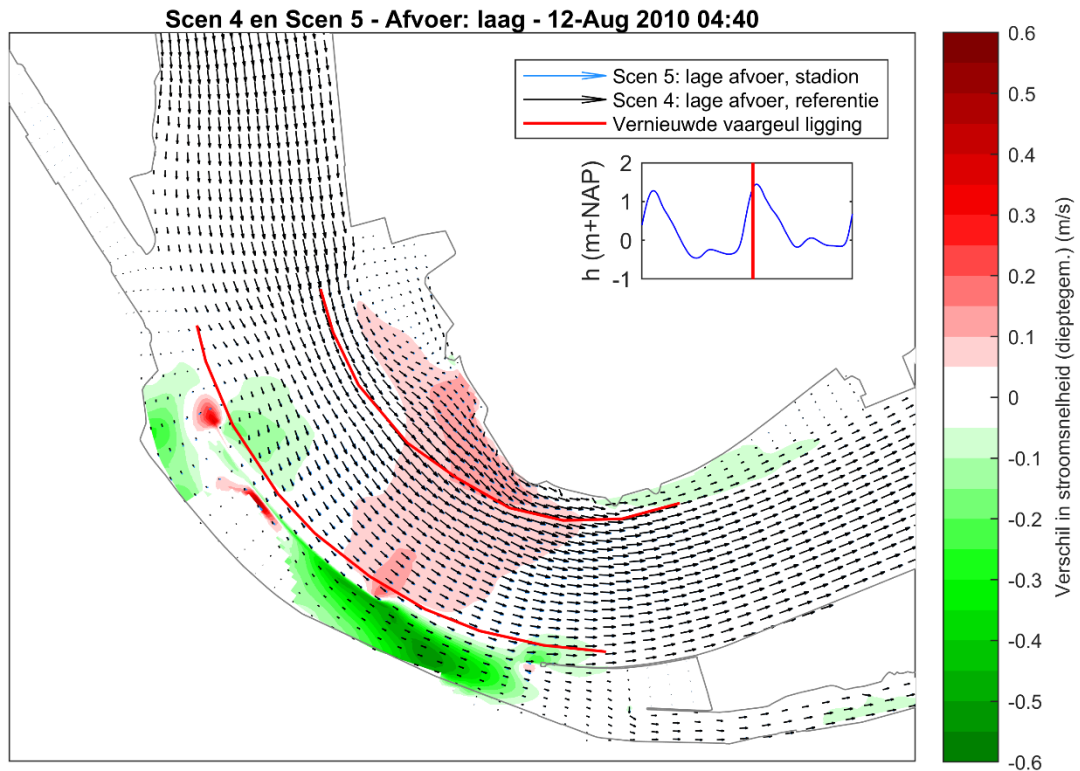 Scen 4 en Scen 5 - Afvoer: laag - 12-Aug 2010 04:40
Scen 5: lage afvoer, stadion
Scen 4: lage afvoer, referentie
Vernieuwde vaargeul ligging
h (m+NAP)
2
1
0
-1
0.6
0.5
0.4
0.3
0.2
0.1
0
-0.1
-0.2
-0.3
-0.4
-0.5
-0.6
Verschil in stroomsnelheid (dieptegem.) (m/s)